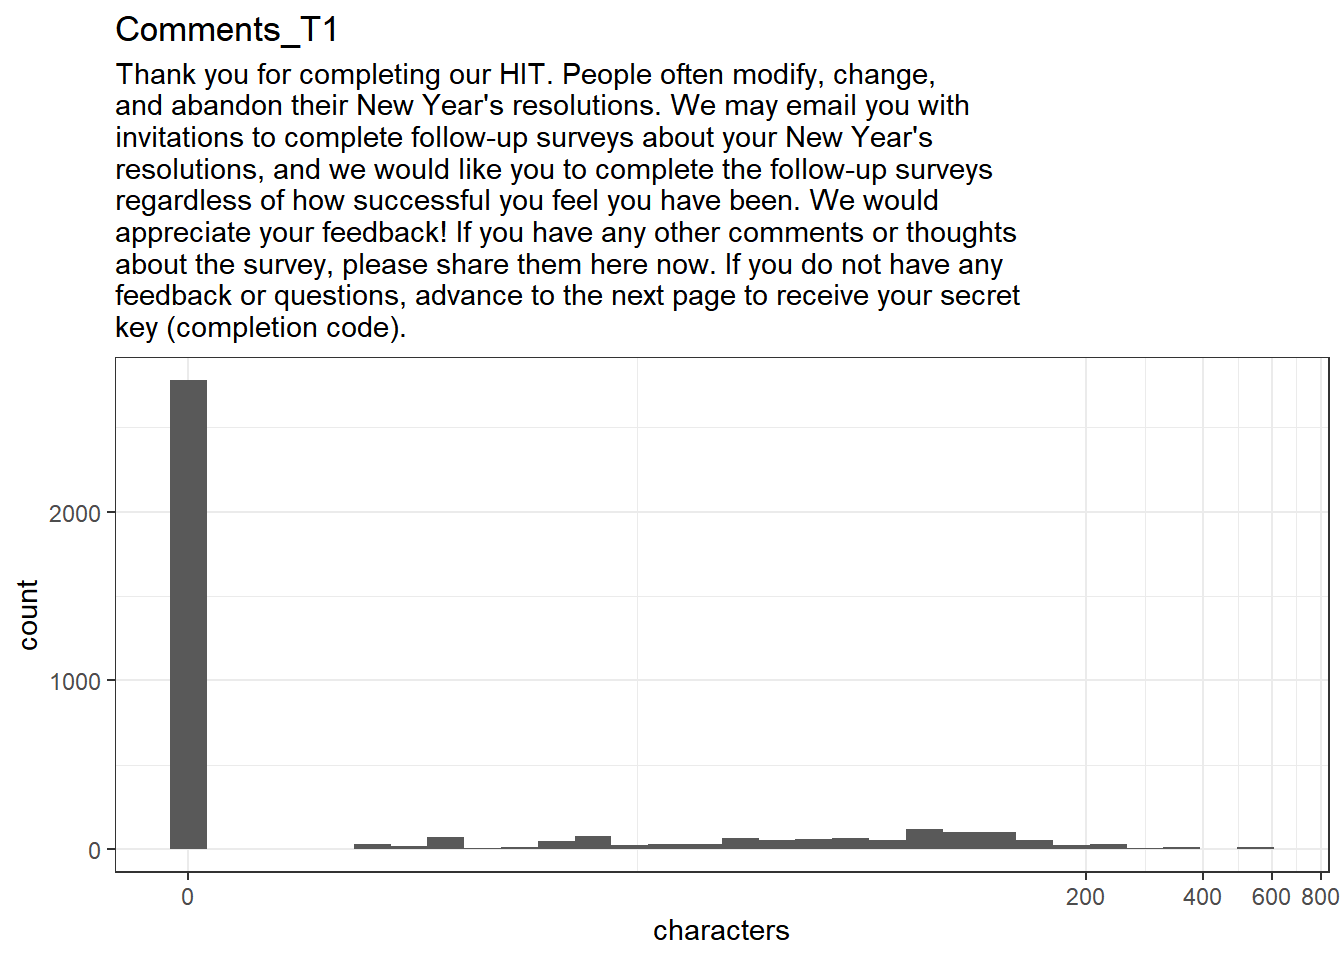 Comments_T1
Thank you for completing our HIT. People often modify, change,
and abandon their New Year's resolutions. We may email you with
invitations to complete follow-up surveys about your New Year's
resolutions, and we would like you to complete the follow-up surveys
regardless of how successful you feel you have been. We would
appreciate your feedback! If you have any other comments or thoughts
about the survey, please share them here now. If you do not have any
feedback or questions, advance to the next page to receive your secret
key (completion code).
2000
1000
0
count
0 200 400 600 800
characters